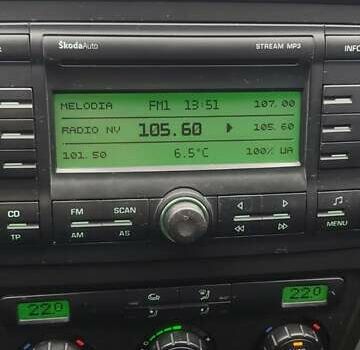 ŠkodaAuto STREAM MP3 INFO
MELODIA FM1 13:51 107.00
RADIO NV 105.60 105.60
101.50 6.5°C 100% UA
CD FM SCAN
TP AM AS MENU
22.0 22.0